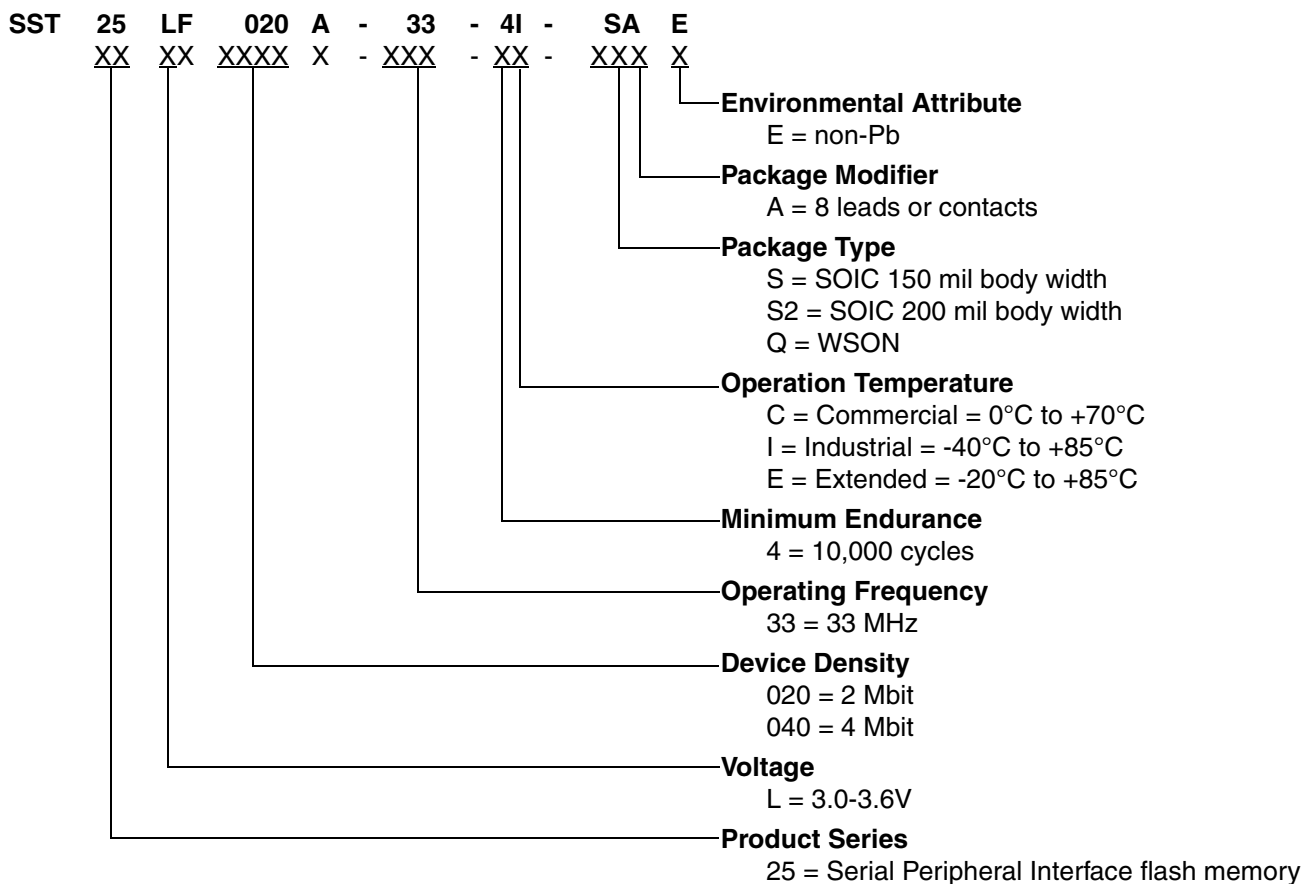 SST 25 LF 020 A - 33 - 4I - SA E
XX XX XXXX X - XXX - XX - XXX X
Environmental Attribute
E = non-Pb
Package Modifier
A = 8 leads or contacts
Package Type
S = SOIC 150 mil body width
S2 = SOIC 200 mil body width
Q = WSON
Operation Temperature
C = Commercial = 0°C to +70°C
I = Industrial = -40°C to +85°C
E = Extended = -20°C to +85°C
Minimum Endurance
4 = 10,000 cycles
Operating Frequency
33 = 33 MHz
Device Density
020 = 2 Mbit
040 = 4 Mbit
Voltage
L = 3.0-3.6V
Product Series
25 = Serial Peripheral Interface flash memory